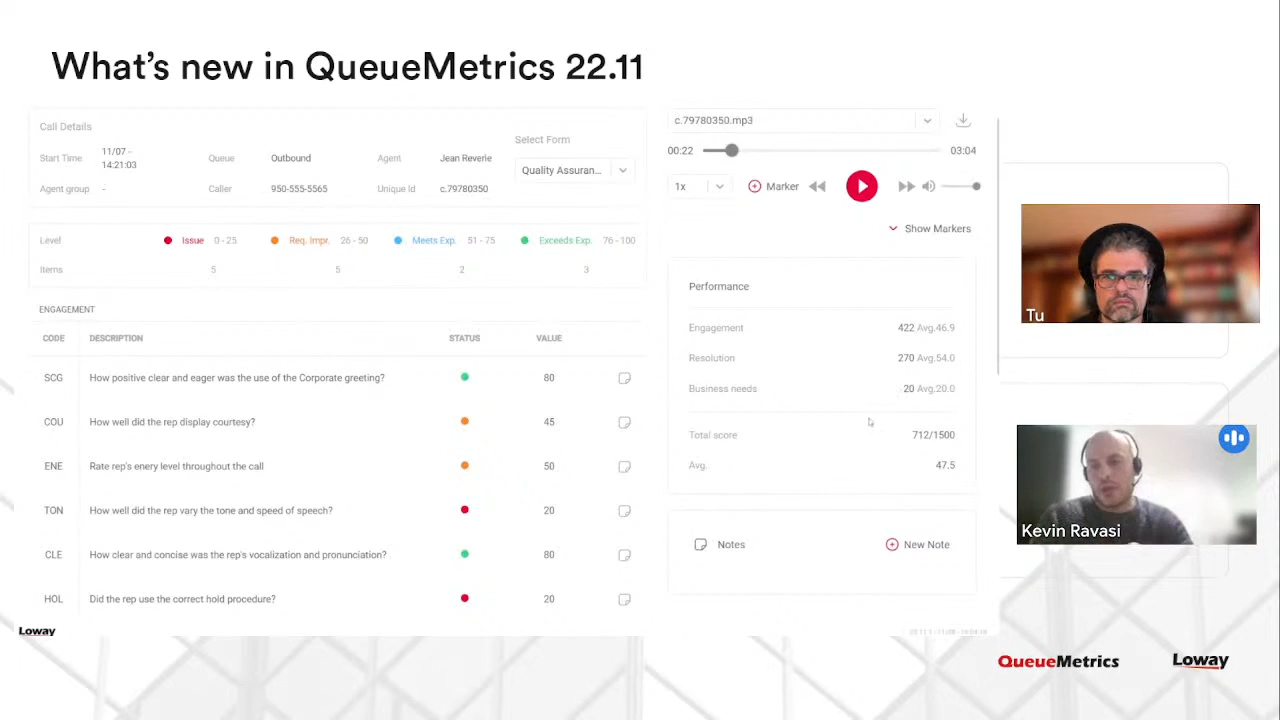 What's new in QueueMetrics 22.11
Call Details
Start Time
11/07 -
14:21:03
Queue
Outbound
Agent
Jean Reverie
Agent group
-
Caller
950-555-5565
Unique Id
c.79780350
Select Form
Quality Assuran...
Level
Issue 0 - 25
Req. Impr. 26 - 50
Meets Exp. 51 - 75
Exceeds Exp. 76 - 100
Items
5
5
2
3
ENGAGEMENT
CODE DESCRIPTION STATUS VALUE
SCG How positive clear and eager was the use of the Corporate greeting? 80
COU How well did the rep display courtesy? 45
ENE Rate rep's enery level throughout the call 50
TON How well did the rep vary the tone and speed of speech? 20
CLE How clear and concise was the rep's vocalization and pronunciation? 80
HOL Did the rep use the correct hold procedure? 20
c.79780350.mp3
00:22
03:04
1x
Marker
Show Markers
Performance
Engagement 422 Avg.46.9
Resolution 270 Avg.54.0
Business needs 20 Avg.20.0
Total score 712/1500
Avg. 47.5
Notes
New Note
Tu
Kevin Ravasi
Loway
QueueMetrics
Loway